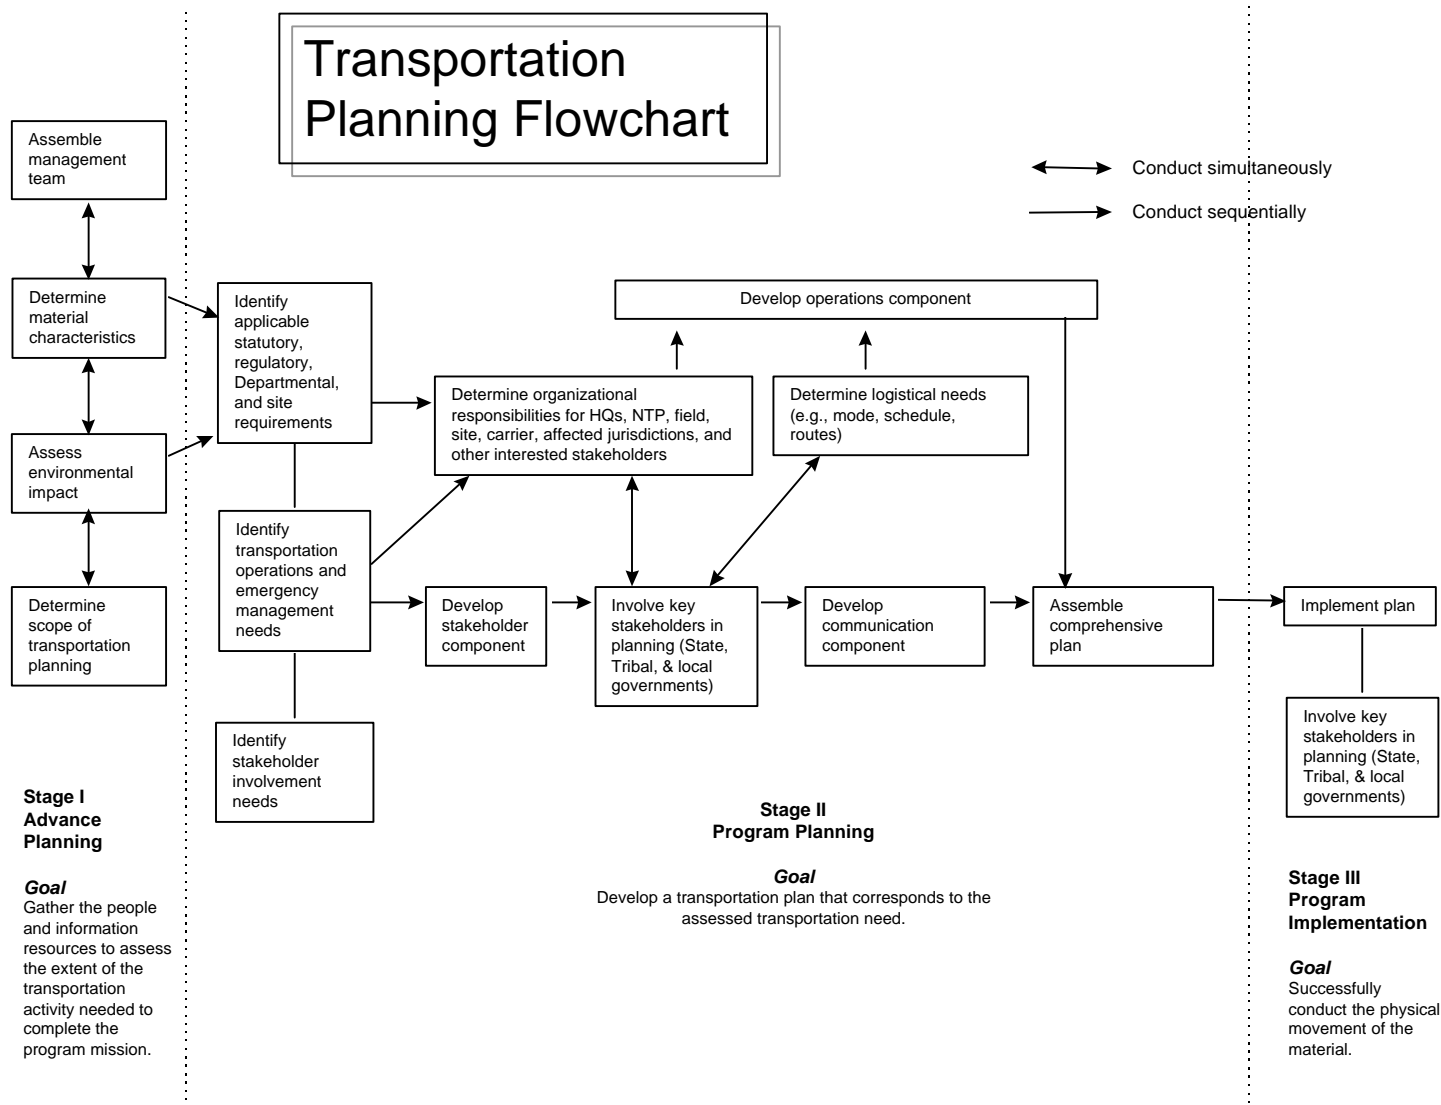 Transportation
Planning Flowchart
Conduct simultaneously
Conduct sequentially
Assemble
management
team
Determine
material
characteristics
Assess
environmental
impact
Determine
scope of
transportation
planning
Identify
applicable
statutory,
regulatory,
Departmental,
and site
requirements
Identify
transportation
operations and
emergency
management
needs
Identify
stakeholder
involvement
needs
Develop operations component
Determine organizational
responsibilities for HQs, NTP, field,
site, carrier, affected jurisdictions, and
other interested stakeholders
Determine logistical needs
(e.g., mode, schedule,
routes)
Develop
stakeholder
component
Involve key
stakeholders in
planning (State,
Tribal, & local
governments)
Develop
communication
component
Assemble
comprehensive
plan
Implement plan
Involve key
stakeholders in
planning (State,
Tribal, & local
governments)
Stage I
Advance
Planning
Goal
Gather the people
and information
resources to assess
the extent of the
transportation
activity needed to
complete the
program mission.
Stage II
Program Planning
Goal
Develop a transportation plan that corresponds to the
assessed transportation need.
Stage III
Program
Implementation
Goal
Successfully
conduct the physical
movement of the
material.